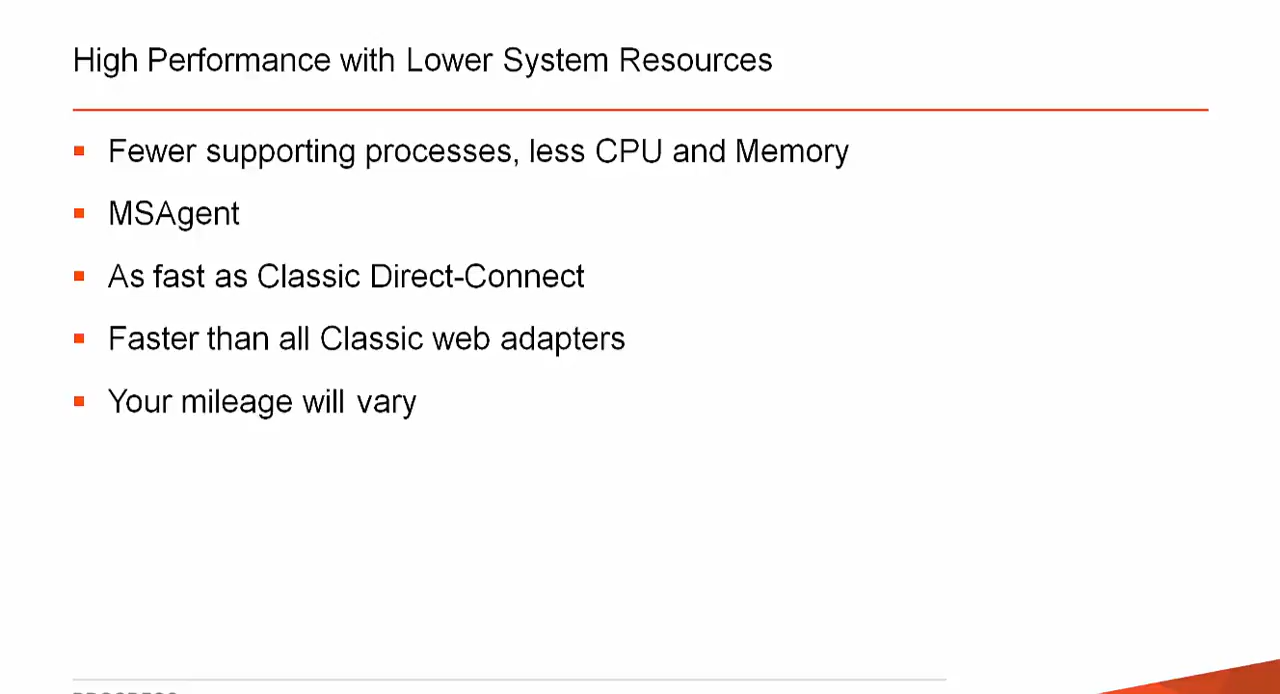 High Performance with Lower System Resources
Fewer supporting processes, less CPU and Memory
MSAgent
As fast as Classic Direct-Connect
Faster than all Classic web adapters
Your mileage will vary